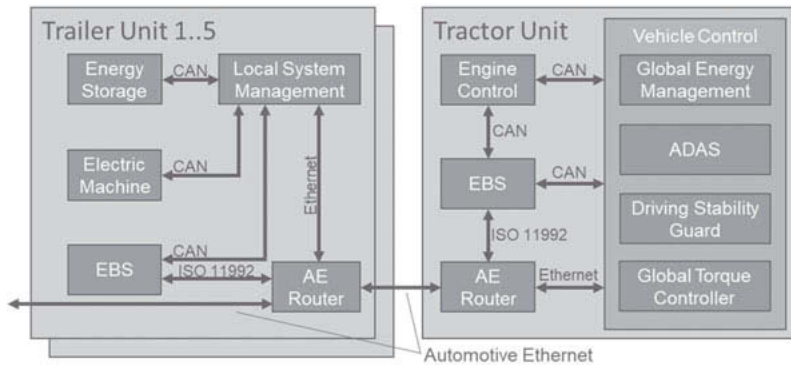 Trailer Unit 1..5
Energy
Storage
CAN
Local System
Management
Electric
Machine
CAN
Ethernet
EBS
CAN
ISO 11992
AE
Router
Tractor Unit
Engine
Control
CAN
CAN
EBS
CAN
ISO 11992
AE
Router
Ethernet
Vehicle Control
Global Energy
Management
ADAS
Driving Stability
Guard
Global Torque
Controller
Automotive Ethernet